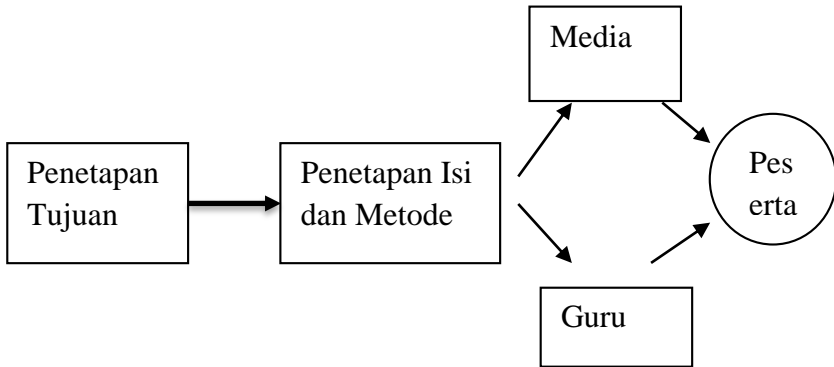 Media
Penetapan
Tujuan
Penetapan Isi
dan Metode
Pes
erta
Guru